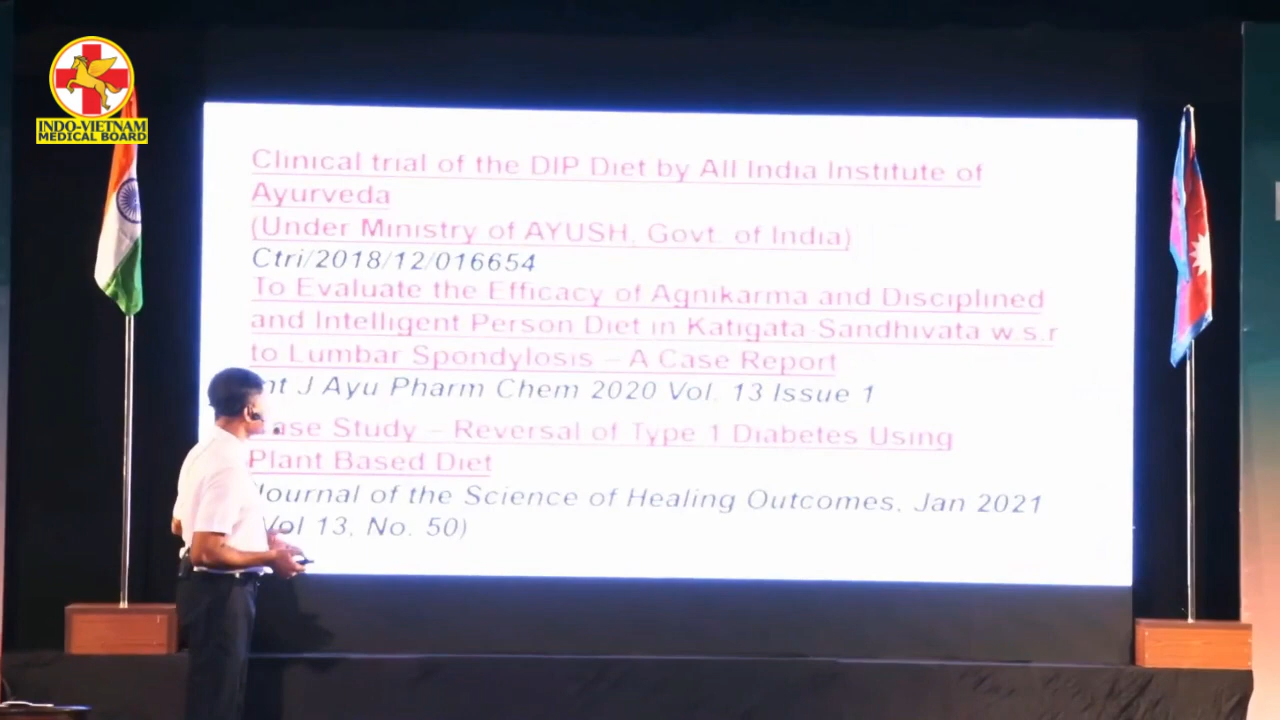 INDO-VIETNAM
MEDICAL BOARD
Clinical trial of the DIP Diet by All India Institute of
Ayurveda
(Under Ministry of AYUSH, Govt. of India)
Ctri/2018/12/016654
To Evaluate the Efficacy of Agnikarma and Disciplined
and Intelligent Person Diet in Katigata-Sandhivata w.s.r
to Lumbar Spondylosis – A Case Report
nt J Ayu Pharm Chem 2020 Vol. 13 Issue 1
ase Study – Reversal of Type 1 Diabetes Using
Plant Based Diet
Journal of the Science of Healing Outcomes, Jan 2021
Vol 13, No. 50)